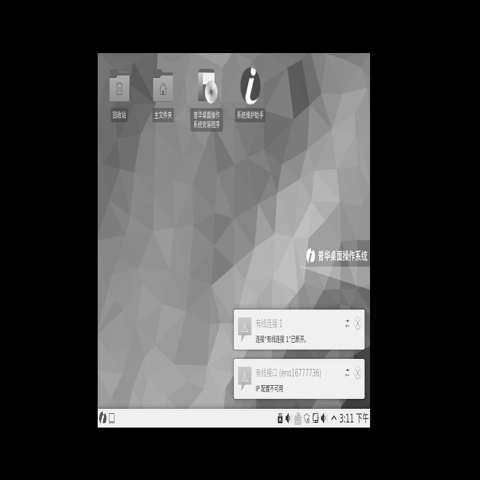 回收站
主文件夹
普华桌面操作
系统安装程序
系统维护助手
普华桌面操作系统
有线连接 1
连接"有线连接 1"已断开。
有线接口 (eno16777736)
IP 配置不可用
3:11 下午